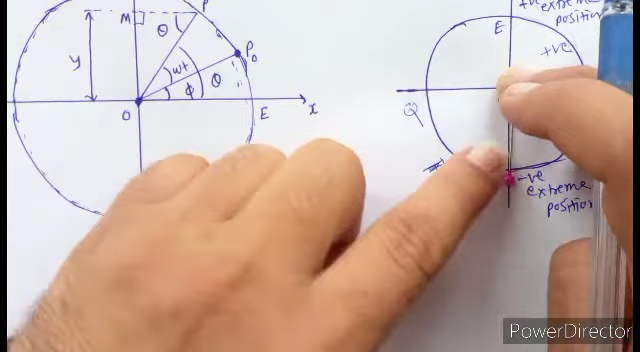 M
P
θ
P₀
y
ωt
θ
ϕ
O
E
x
+ve
extreme
position
E
+ve
Q
-ve
extreme
position
PowerDirector